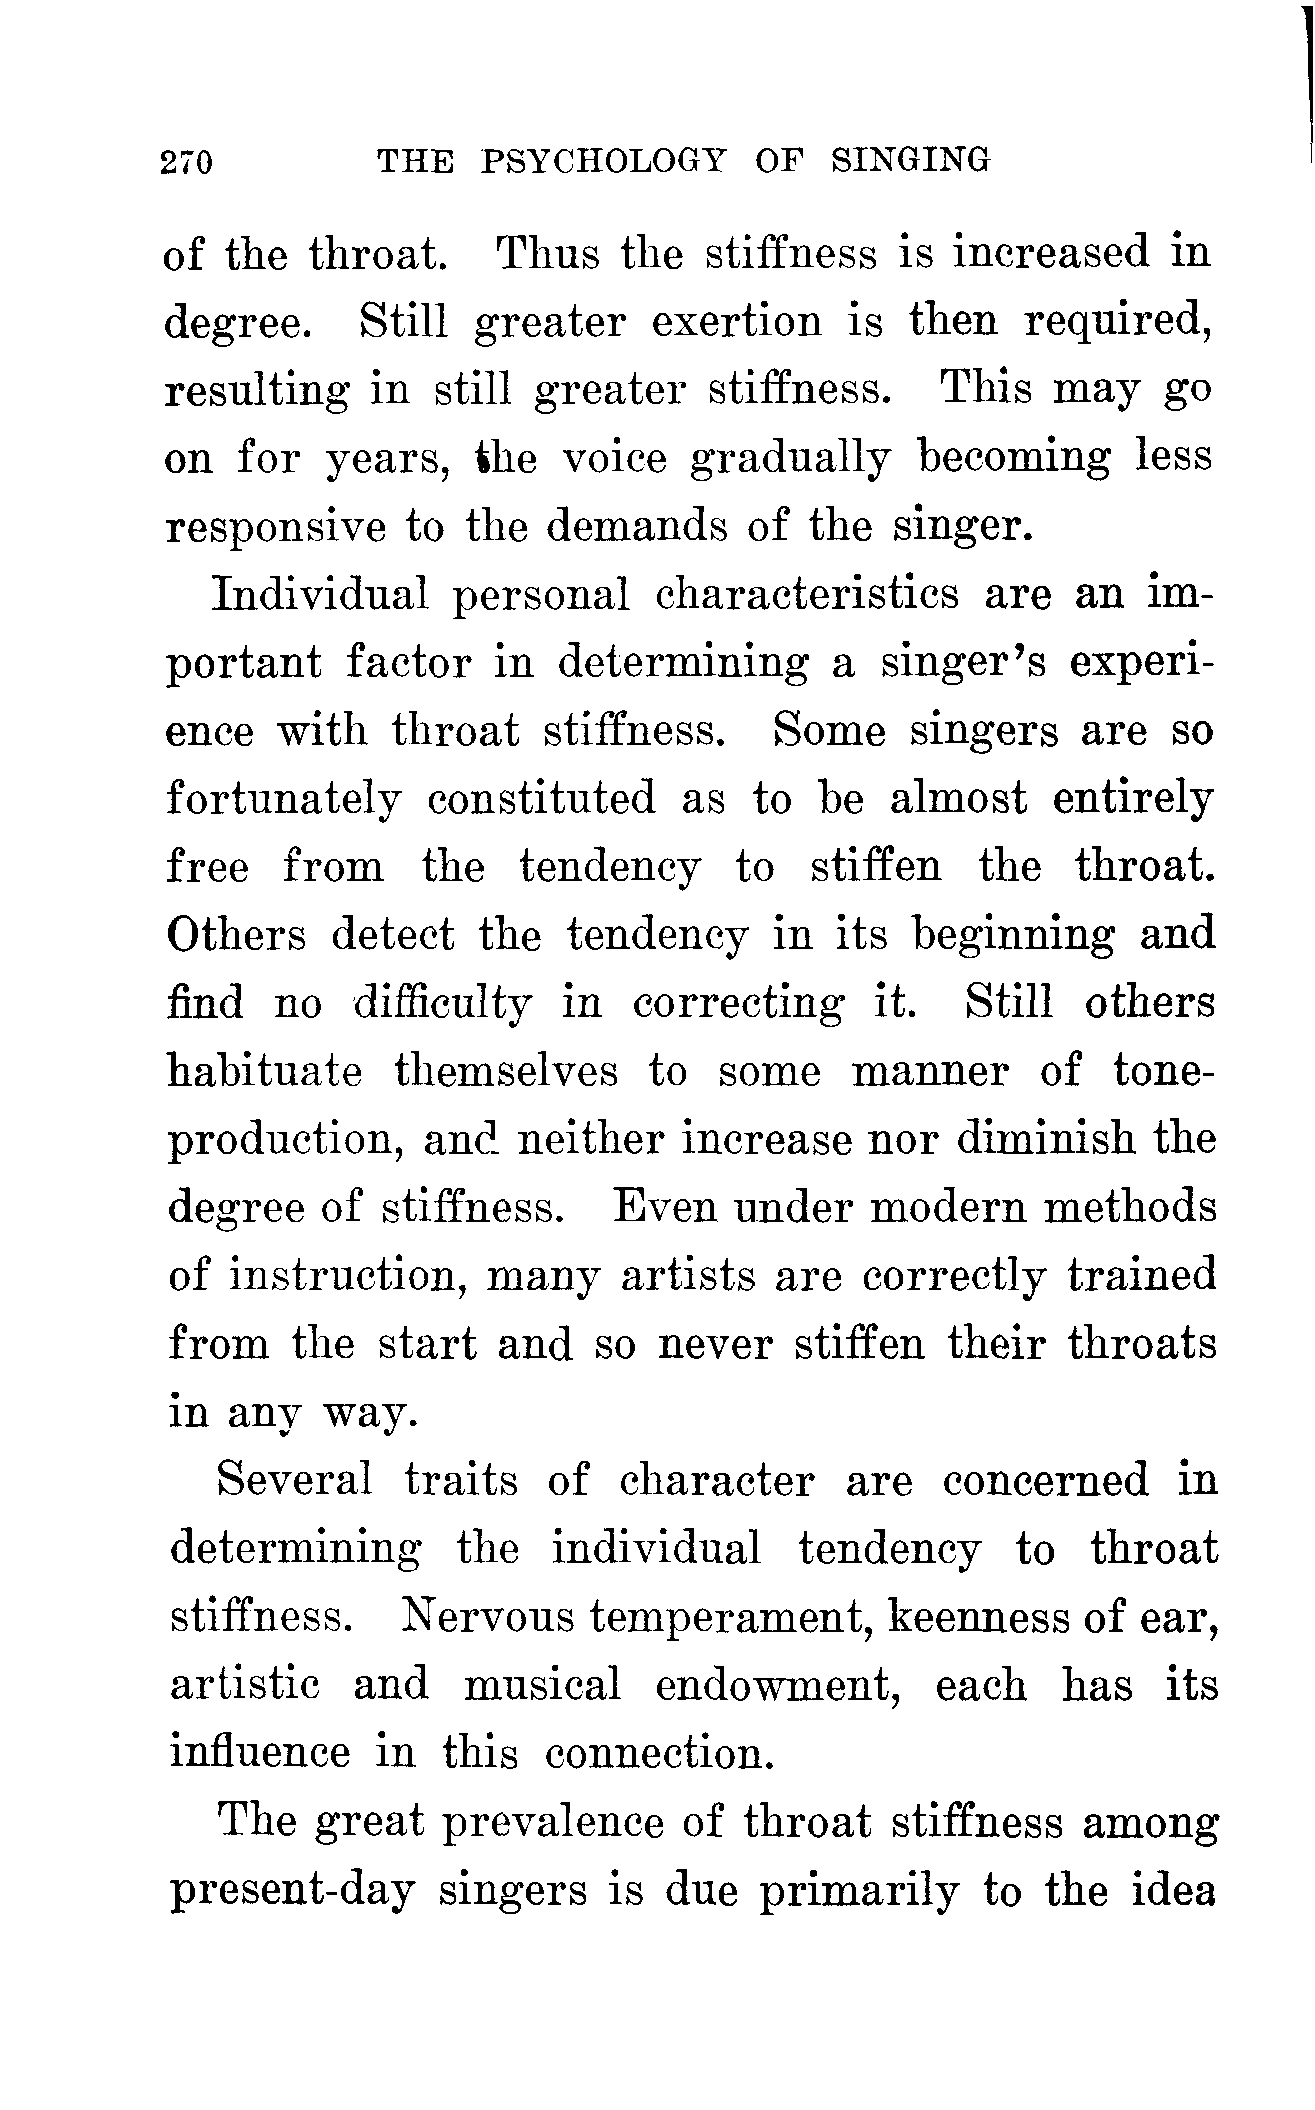 270 THE PSYCHOLOGY OF SINGING
of the throat. Thus the stiffness is increased in
degree. Still greater exertion is then required,
resulting in still greater stiffness. This may go
on for years, the voice gradually becoming less
responsive to the demands of the singer.
Individual personal characteristics are an im-
portant factor in determining a singer's experi-
ence with throat stiffness. Some singers are so
fortunately constituted as to be almost entirely
free from the tendency to stiffen the throat.
Others detect the tendency in its beginning and
find no difficulty in correcting it. Still others
habituate themselves to some manner of tone-
production, and neither increase nor diminish the
degree of stiffness. Even under modern methods
of instruction, many artists are correctly trained
from the start and so never stiffen their throats
in any way.
Several traits of character are concerned in
determining the individual tendency to throat
stiffness. Nervous temperament, keenness of ear,
artistic and musical endowment, each has its
influence in this connection.
The great prevalence of throat stiffness among
present-day singers is due primarily to the idea